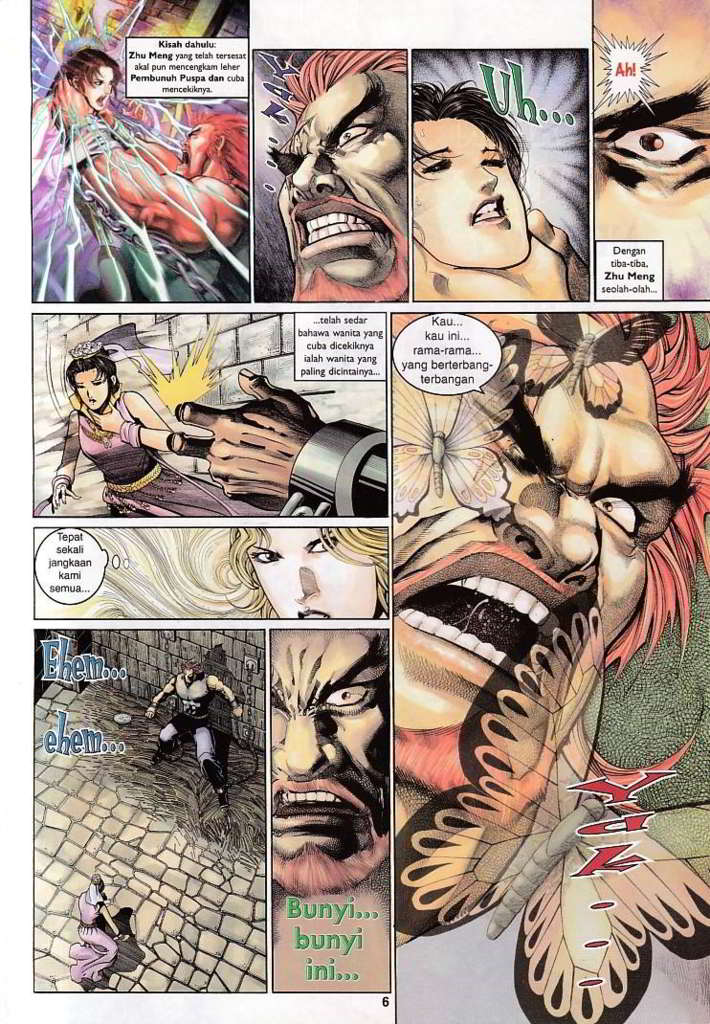 Kisah dahulu:
Zhu Meng yang telah tersesat
akal pun mencengkam leher
Pembunuh Puspa dan cuba
mencekiknya.
Uh...
Ah!
Dengan
tiba-tiba,
Zhu Meng
seolah-olah...
...telah sedar
bahawa wanita yang
cuba dicekiknya
ialah wanita yang
paling dicintainya...
Kau...
kau ini...
rama-rama...
yang berterbang-
terbangan
Tepat
sekali
jangkaan
kami
semua...
Ehem...
ehem...
Bunyi...
bunyi
ini...
6